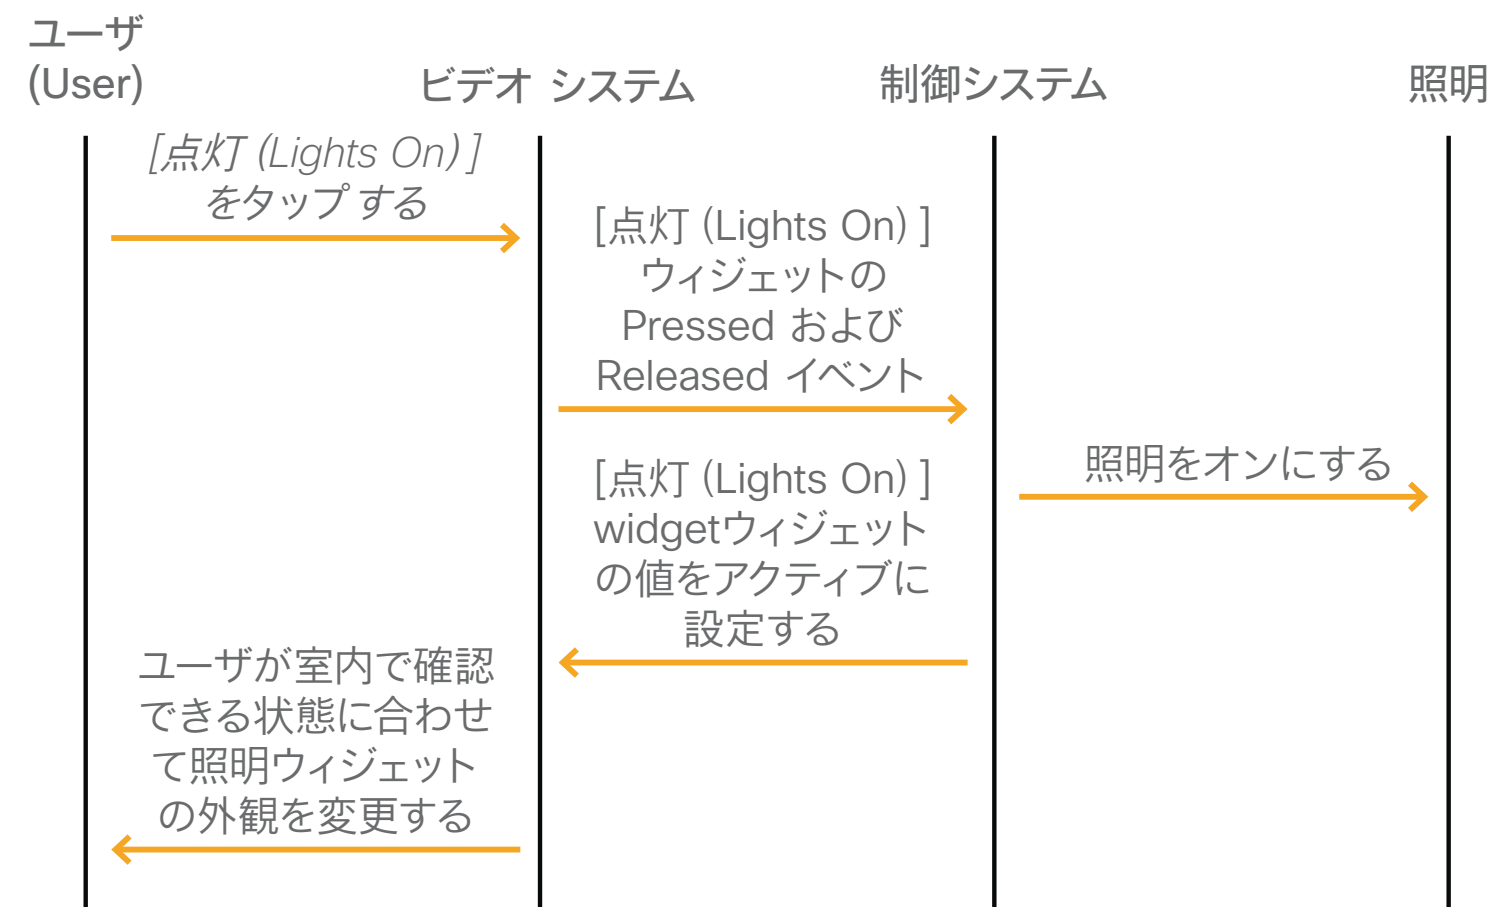 ユーザ
(User)
ビデオ システム
制御システム
照明
[点灯 (Lights On) ]
をタップ する
[点灯 (Lights On) ]
ウィジェットの
Pressed および
Released イベント
照明をオンにする
[点灯 (Lights On) ]
widgetウィジェット
の値をアクティブに
設定する
ユーザが室内で確認
できる状態に合わせ
て照明ウィジェット
の外観を変更する